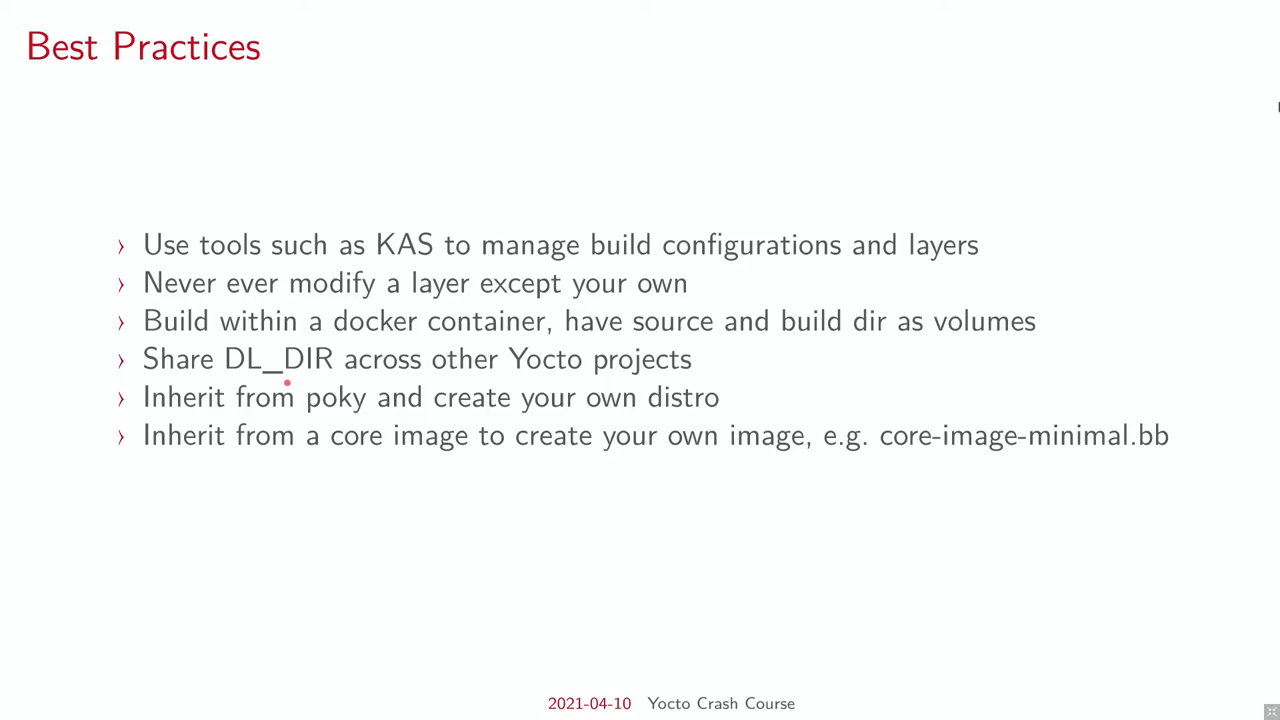 Best Practices
› Use tools such as KAS to manage build configurations and layers
› Never ever modify a layer except your own
› Build within a docker container, have source and build dir as volumes
› Share DL_DIR across other Yocto projects
› Inherit from poky and create your own distro
› Inherit from a core image to create your own image, e.g. core-image-minimal.bb
2021-04-10 Yocto Crash Course